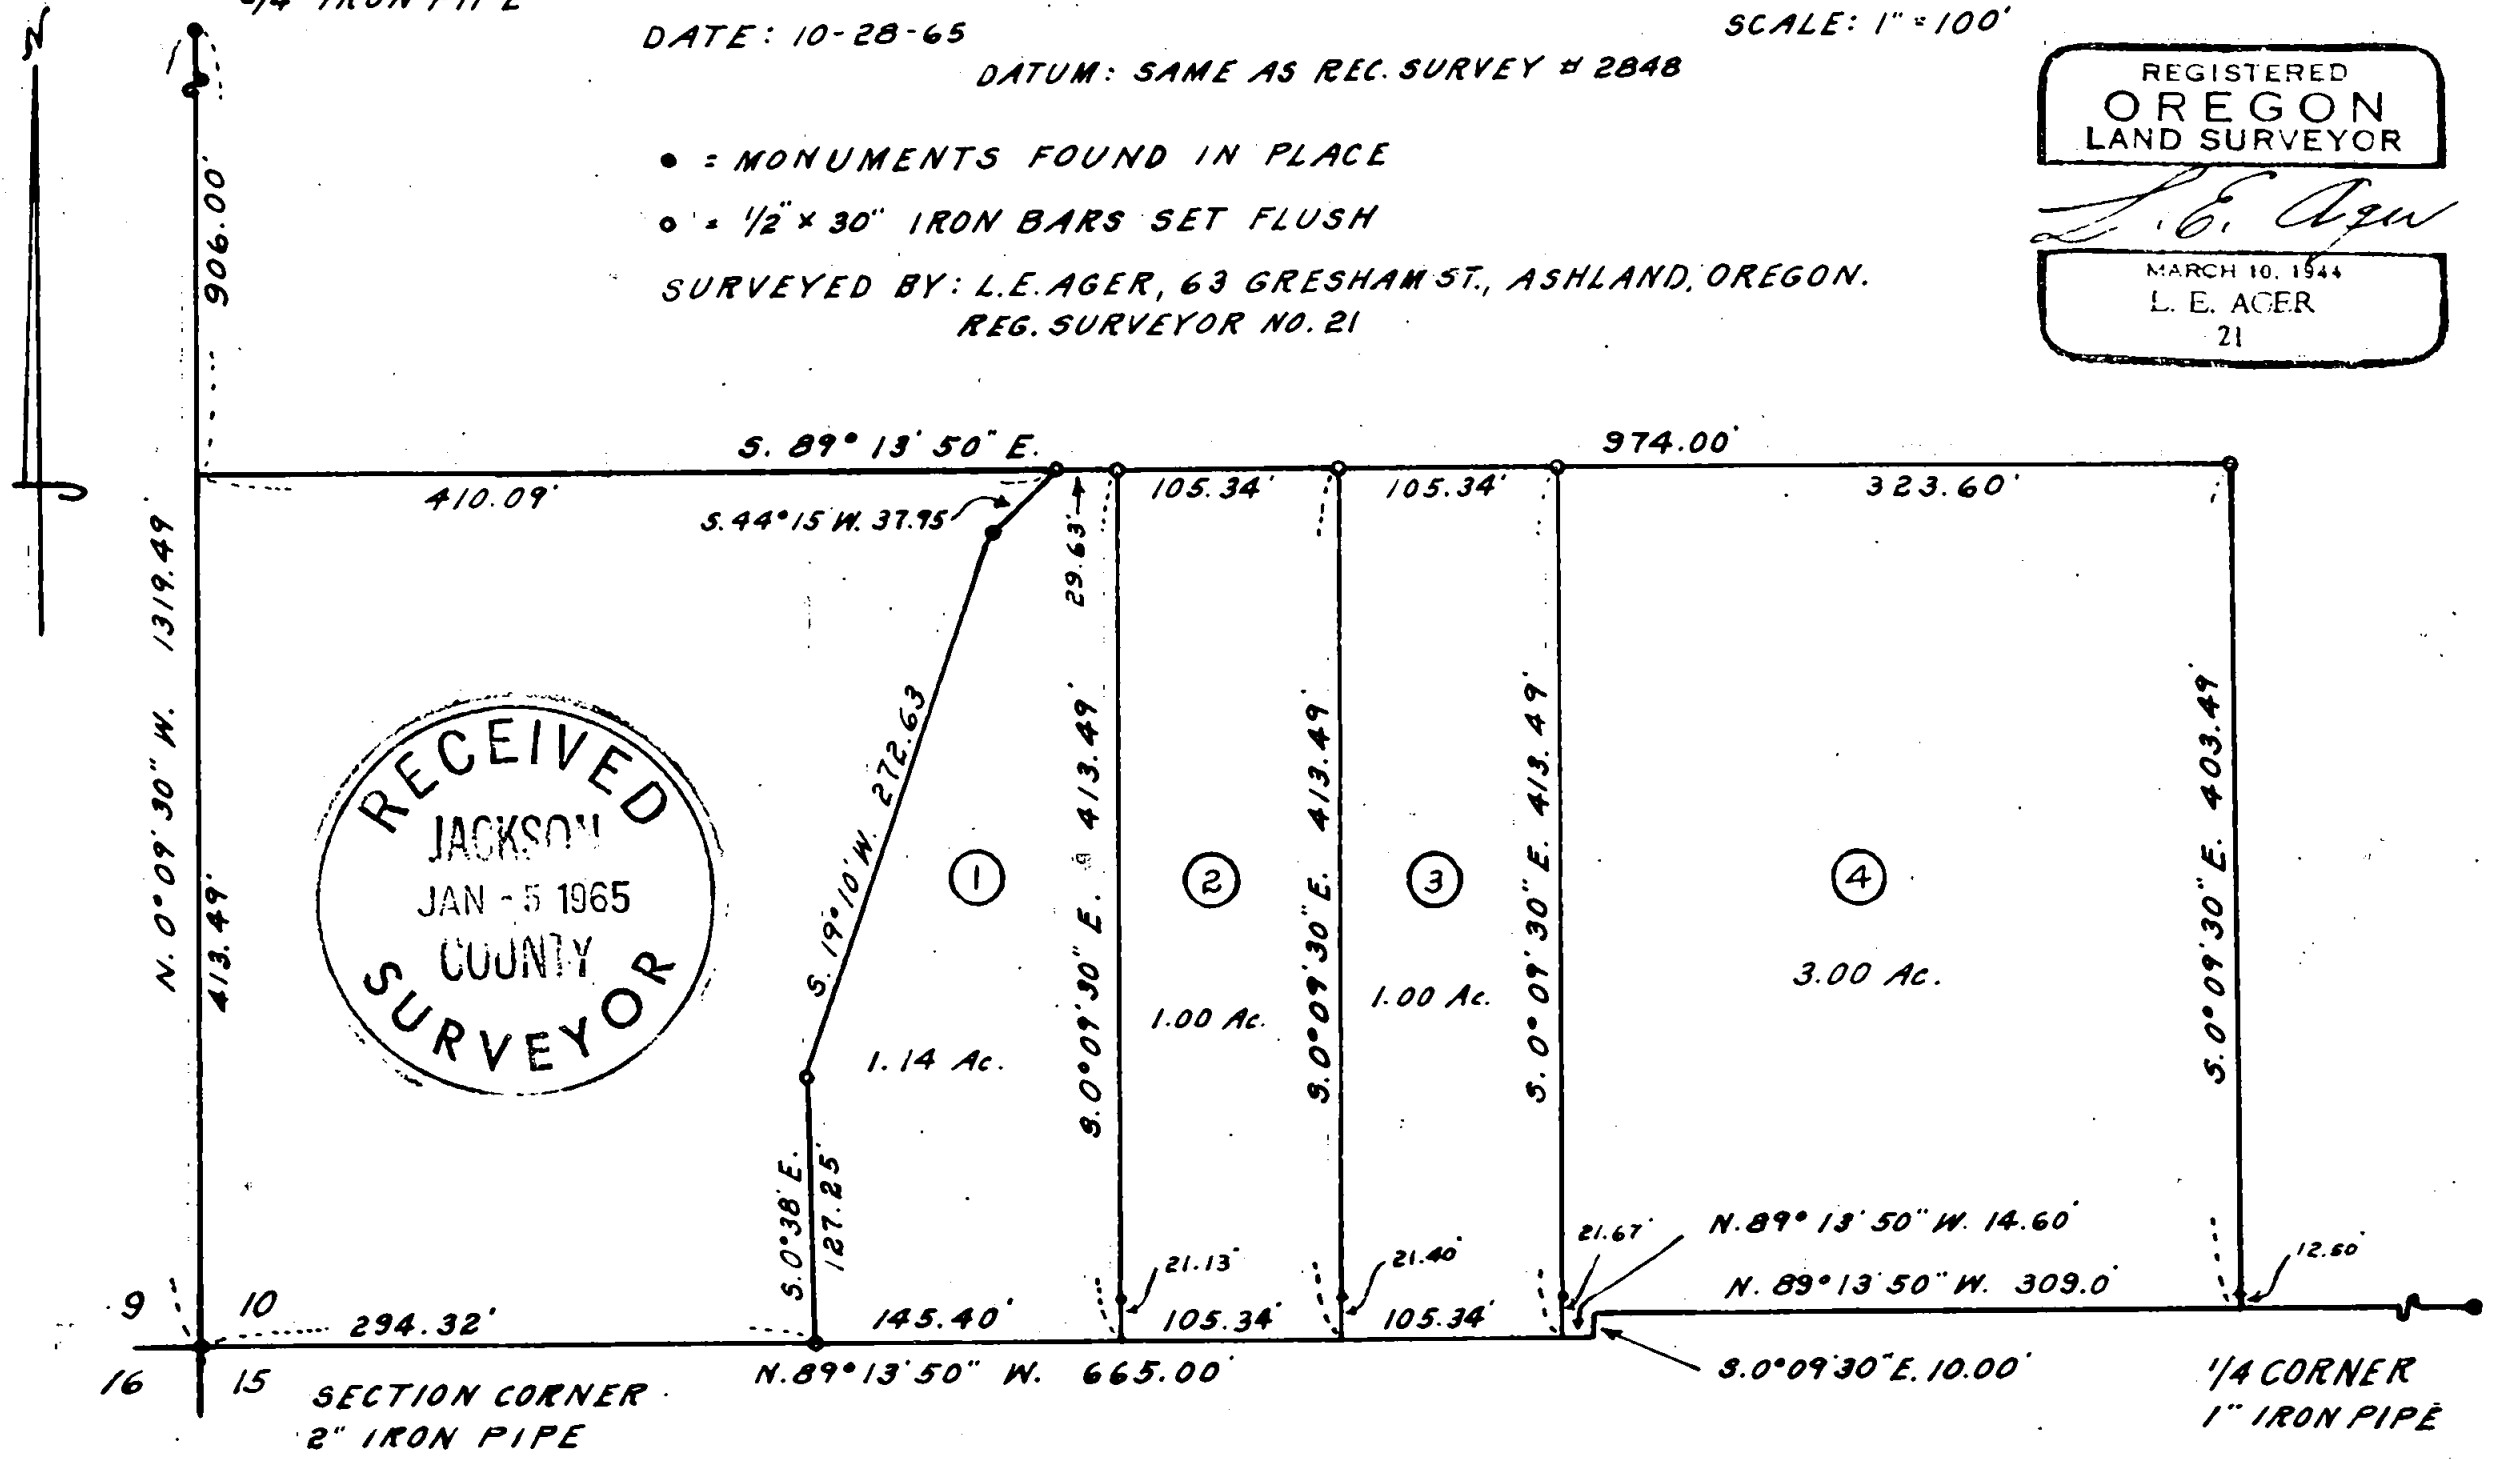 3/4" IRON PIPE
N
DATE: 10-28-65
SCALE: 1" = 100'
DATUM: SAME AS REC. SURVEY # 2848
REGISTERED
OREGON
LAND SURVEYOR
L. E. Ager
MARCH 10, 1944
L. E. AGER
21
● = MONUMENTS FOUND IN PLACE
o = 1/2" x 30" IRON BARS SET FLUSH
SURVEYED BY: L.E. AGER, 63 GRESHAM ST., ASHLAND, OREGON.
REG. SURVEYOR NO. 21
906.00'
S. 89° 13' 50" E.
974.00'
410.09'
105.34'
105.34'
323.60'
S. 44° 15' W. 37.95
29.63'
N. 0° 09' 30" W. 1319.49
413.49'
S. 19° 10' W. 272.63
S. 0° 09' 30" E. 413.49'
S. 0° 09' 30" E. 413.49'
S. 0° 09' 30" E. 413.49'
S. 0° 09' 30" E. 403.49'
RECEIVED
JACKSON
JAN - 5 1965
COUNTY
SURVEYOR
1
2
3
4
1.14 Ac.
1.00 Ac.
1.00 Ac.
3.00 Ac.
S. 0° 38' E.
127.25'
21.13'
21.40'
21.67'
N. 89° 13' 50" W. 14.60'
12.50'
N. 89° 13' 50" W. 309.0'
9
10
294.32'
145.40'
105.34'
105.34'
N. 89° 13' 50" W. 665.00'
S. 0° 09' 30" E. 10.00'
16
15
SECTION CORNER
2" IRON PIPE
1/4 CORNER
1" IRON PIPE